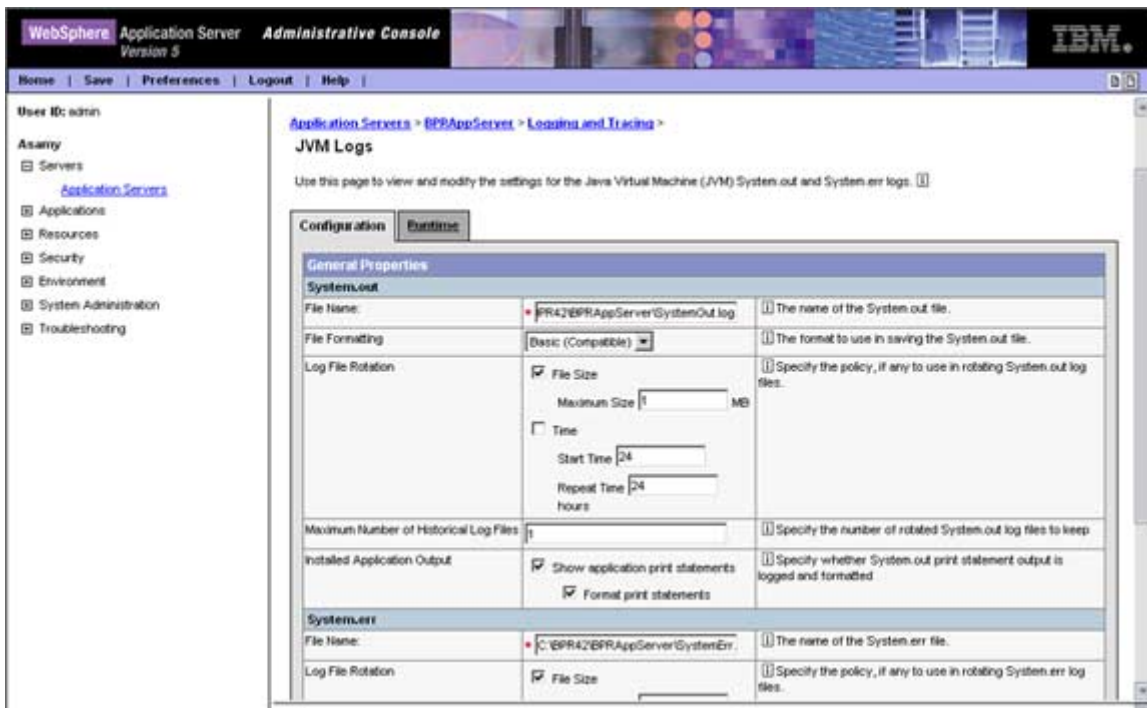 WebSphere Application Server Administrative Console
Version 5
IBM.
Home | Save | Preferences | Logout | Help |
User ID: admin
Asamy
Servers
Application Servers
Applications
Resources
Security
Environment
System Administration
Troubleshooting
Application Servers > BPRAppServer > Logging and Tracing >
JVM Logs
Use this page to view and modify the settings for the Java Virtual Machine (JVM) System.out and System.err logs.
Configuration
Runtime
General Properties
System.out
File Name:
PR42\BPRAppServer\SystemOut.log
The name of the System.out file.
File Formatting
Basic (Compatible)
The format to use in saving the System.out file.
Log File Rotation
File Size
Maximum Size 1 MB
Time
Start Time 24
Repeat Time 24
hours
Specify the policy, if any to use in rotating System.out log
files.
Maximum Number of Historical Log Files
1
Specify the number of rotated System.out log files to keep
Installed Application Output
Show application print statements
Format print statements
Specify whether System.out print statement output is
logged and formatted
System.err
File Name:
C:\BPR42\BPRAppServer\SystemErr.
The name of the System.err file.
Log File Rotation
File Size
Specify the policy, if any to use in rotating System.err log
files.